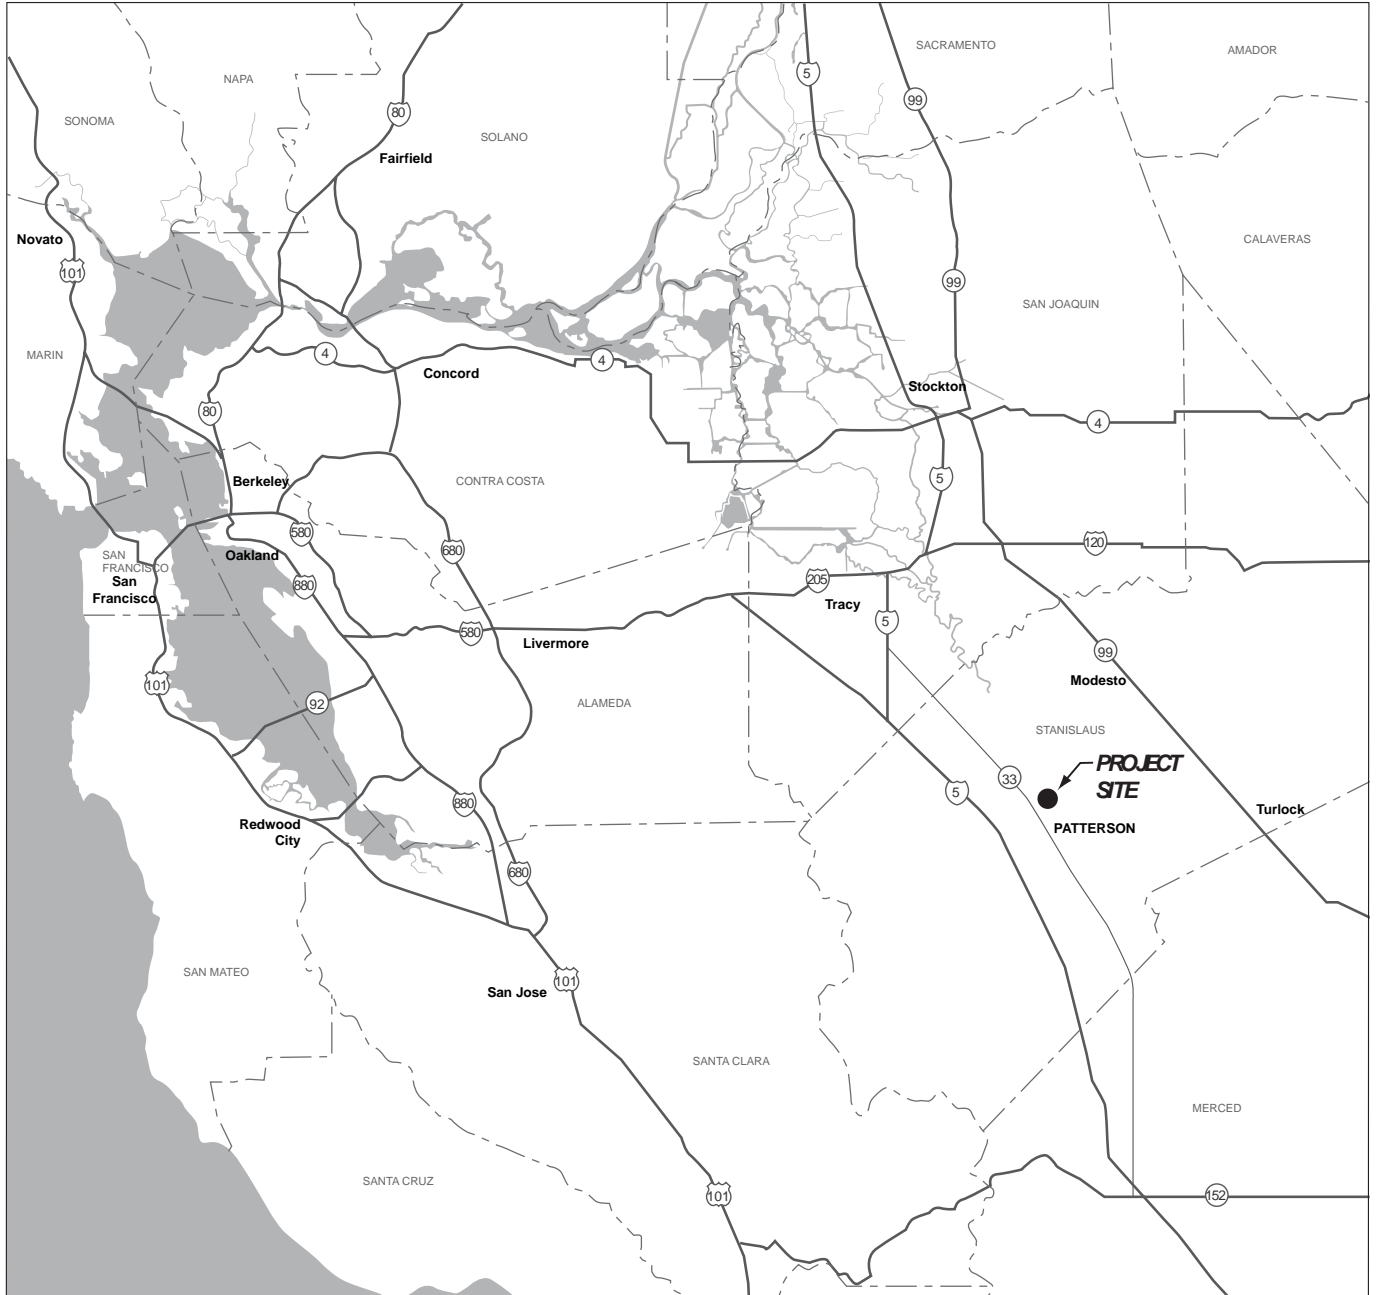 SACRAMENTO
AMADOR
5
NAPA
99
80
SONOMA
SOLANO
Fairfield
Novato
CALAVERAS
101
99
SAN JOAQUIN
MARIN
4
4
Concord
Stockton
80
4
Berkeley
CONTRA COSTA
5
580
120
Oakland
680
SAN
FRANCISCO
San
Francisco
880
205
Tracy
5
580
Livermore
99
101
Modesto
92
ALAMEDA
STANISLAUS
PROJECT
SITE
33
5
880
Turlock
Redwood
City
PATTERSON
680
SAN MATEO
101
San Jose
SANTA CLARA
MERCED
SANTA CRUZ
101
152